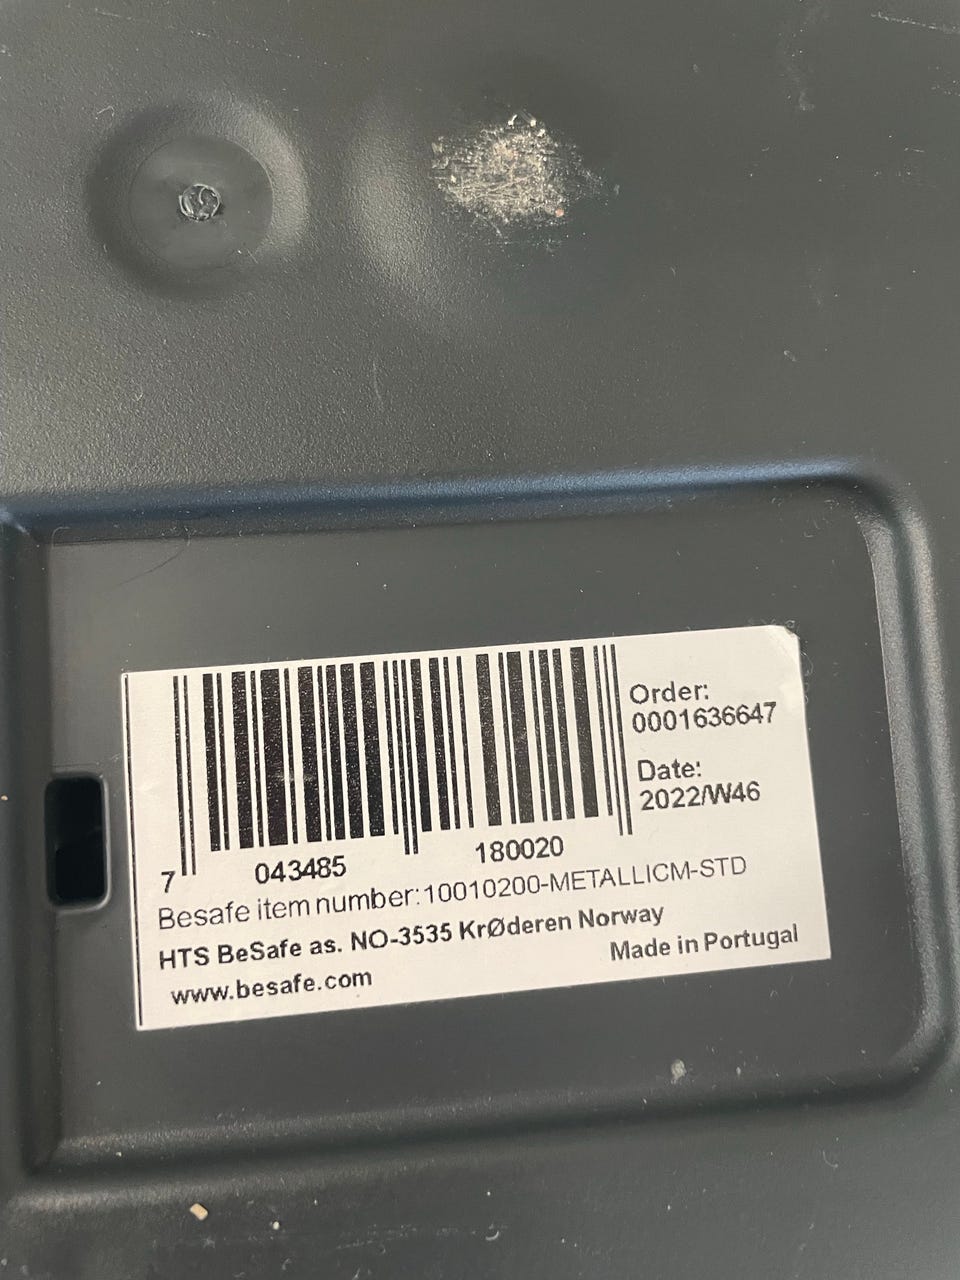 Order:
0001636647
Date:
2022/W46
7 043485 180020
Besafe item number:10010200-METALLICM-STD
HTS BeSafe as. NO-3535 KrØderen Norway
Made in Portugal
www.besafe.com